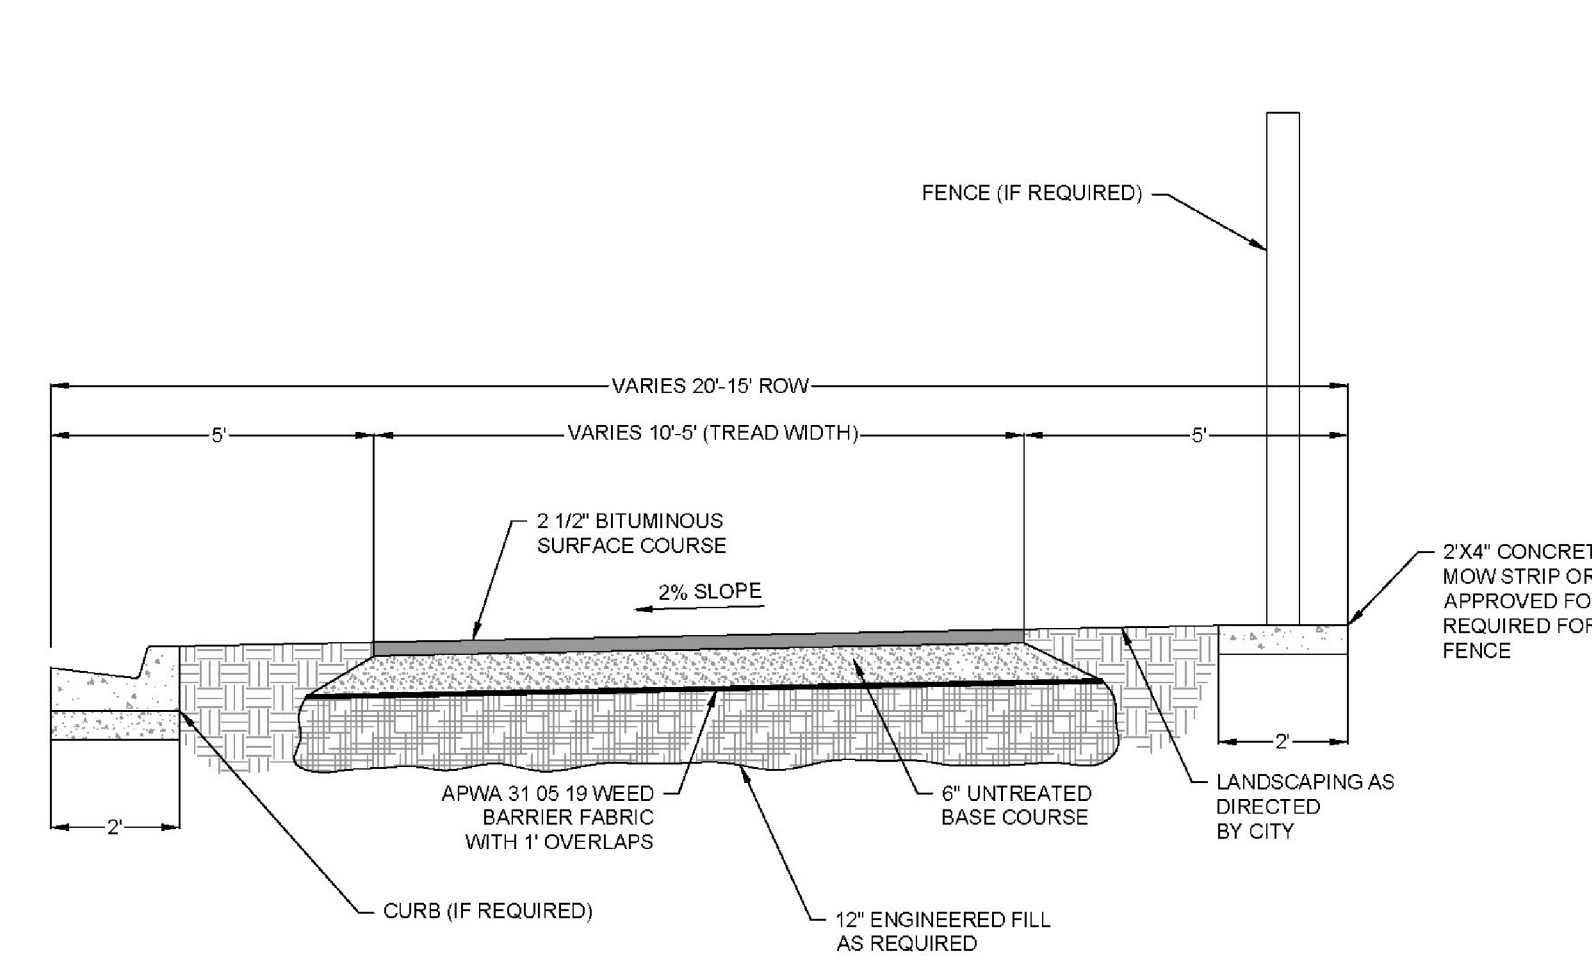 FENCE (IF REQUIRED)
VARIES 20'-15' ROW
5'
VARIES 10'-5' (TREAD WIDTH)
5'
2 1/2" BITUMINOUS
SURFACE COURSE
2% SLOPE
2'X4" CONCRET
MOW STRIP OR
APPROVED FO
REQUIRED FOR
FENCE
2'
APWA 31 05 19 WEED
BARRIER FABRIC
WITH 1' OVERLAPS
6" UNTREATED
BASE COURSE
LANDSCAPING AS
DIRECTED
BY CITY
2'
CURB (IF REQUIRED)
12" ENGINEERED FILL
AS REQUIRED